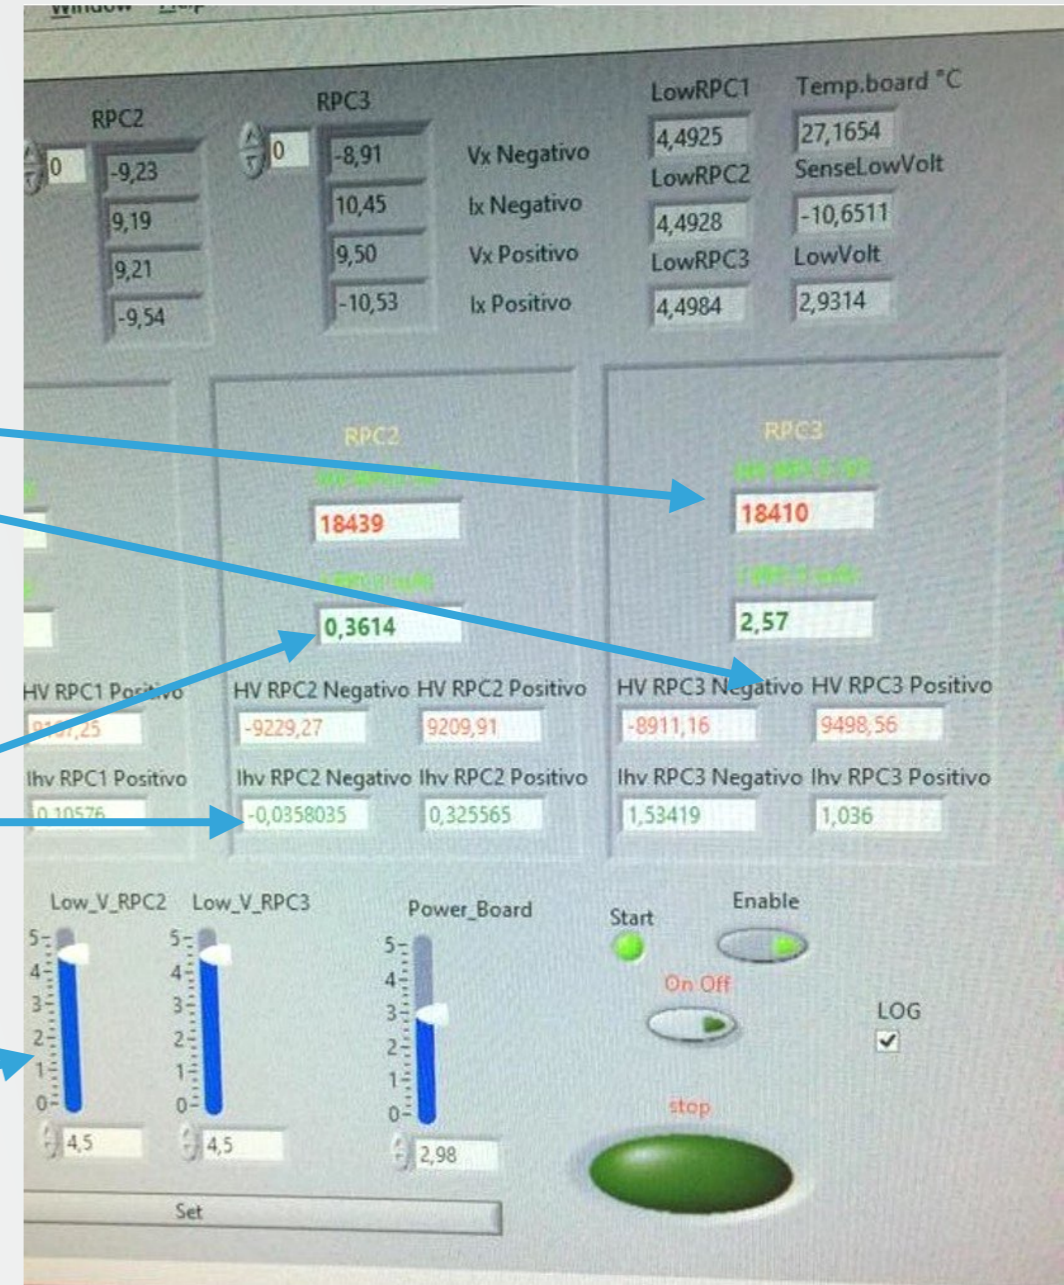 Window Help
RPC2 RPC3 LowRPC1 Temp.board °C
0 -9,23 0 -8,91 Vx Negativo 4,4925 27,1654
LowRPC2 SenseLowVolt
9,19 10,45 Ix Negativo 4,4928 -10,6511
9,21 9,50 Vx Positivo LowRPC3 LowVolt
-9,54 -10,53 Ix Positivo 4,4984 2,9314
RPC2 RPC3
18439 18410
0,3614 2,57
HV RPC1 Positivo HV RPC2 Negativo HV RPC2 Positivo HV RPC3 Negativo HV RPC3 Positivo
-9229,27 9209,91 -8911,16 9498,56
Ihv RPC1 Positivo Ihv RPC2 Negativo Ihv RPC2 Positivo Ihv RPC3 Negativo Ihv RPC3 Positivo
0,10576 -0,0358035 0,325565 1,53419 1,036
Low_V_RPC2 Low_V_RPC3 Power_Board Start Enable
5 5 5
4 4 4 On Off
3 3 3 LOG
2 2 2
1 1 1
0 0 0 stop
4,5 4,5 2,98
Set